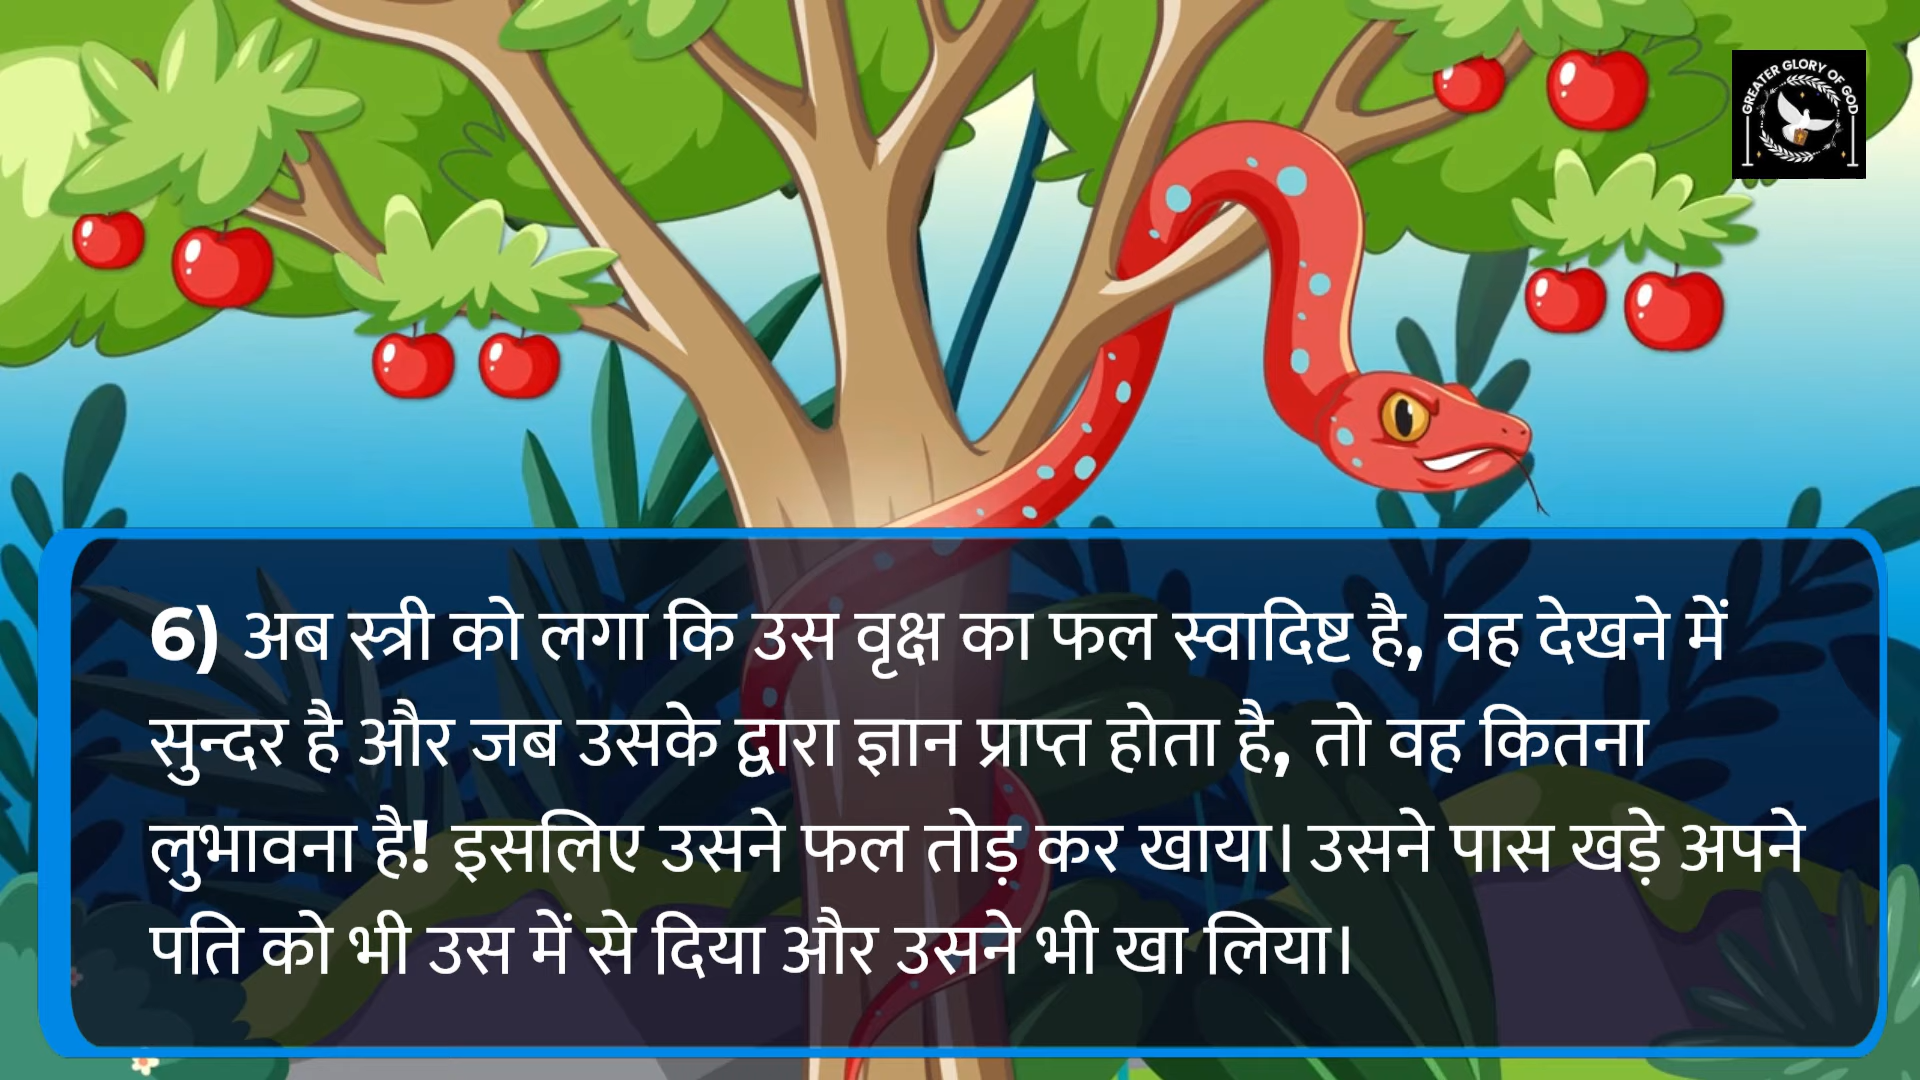 GREATER GLORY OF GOD
6) अब स्त्री को लगा कि उस वृक्ष का फल स्वादिष्ट है, वह देखने में
सुन्दर है और जब उसके द्वारा ज्ञान प्राप्त होता है, तो वह कितना
लुभावना है! इसलिए उसने फल तोड़ कर खाया। उसने पास खड़े अपने
पति को भी उस में से दिया और उसने भी खा लिया।